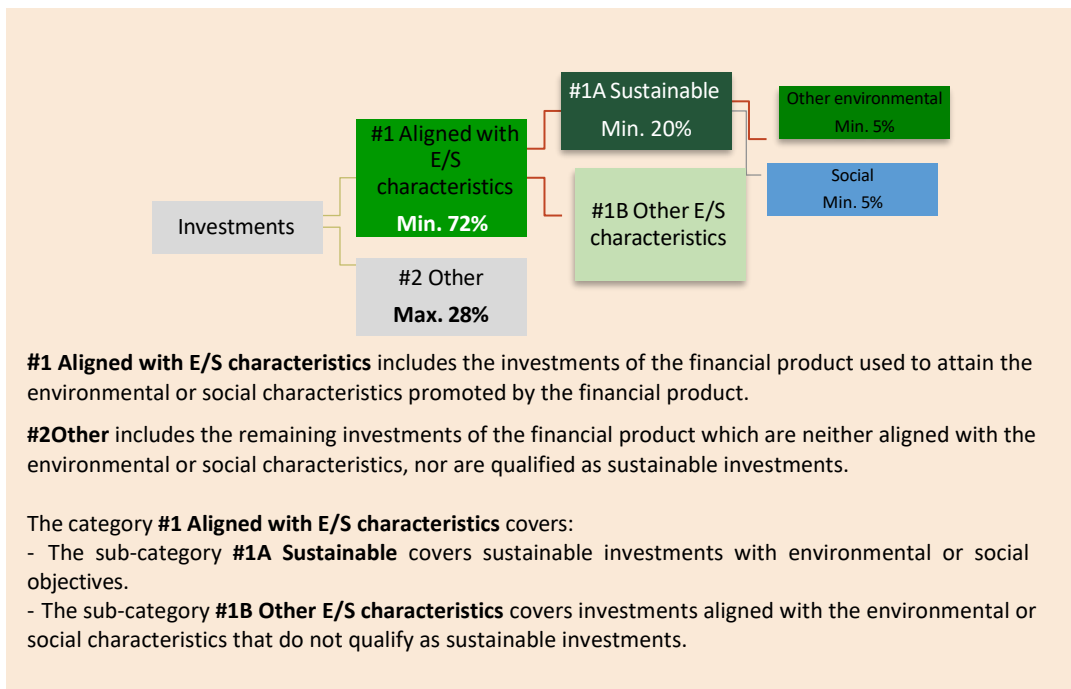 #1A Sustainable
Min. 20%
Other environmental
Min. 5%
#1 Aligned with
E/S
characteristics
Min. 72%
Social
Min. 5%
#1B Other E/S
characteristics
Investments
#2 Other
Max. 28%
#1 Aligned with E/S characteristics includes the investments of the financial product used to attain the
environmental or social characteristics promoted by the financial product.
#2Other includes the remaining investments of the financial product which are neither aligned with the
environmental or social characteristics, nor are qualified as sustainable investments.
The category #1 Aligned with E/S characteristics covers:
- The sub-category #1A Sustainable covers sustainable investments with environmental or social
objectives.
- The sub-category #1B Other E/S characteristics covers investments aligned with the environmental or
social characteristics that do not qualify as sustainable investments.